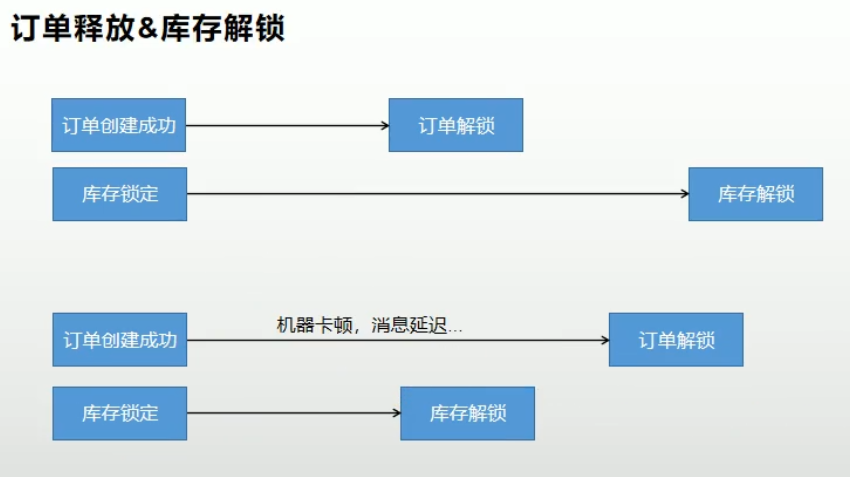 订单释放&库存解锁
订单创建成功
订单解锁
库存锁定
库存解锁
机器卡顿，消息延迟...
订单创建成功
订单解锁
库存锁定
库存解锁